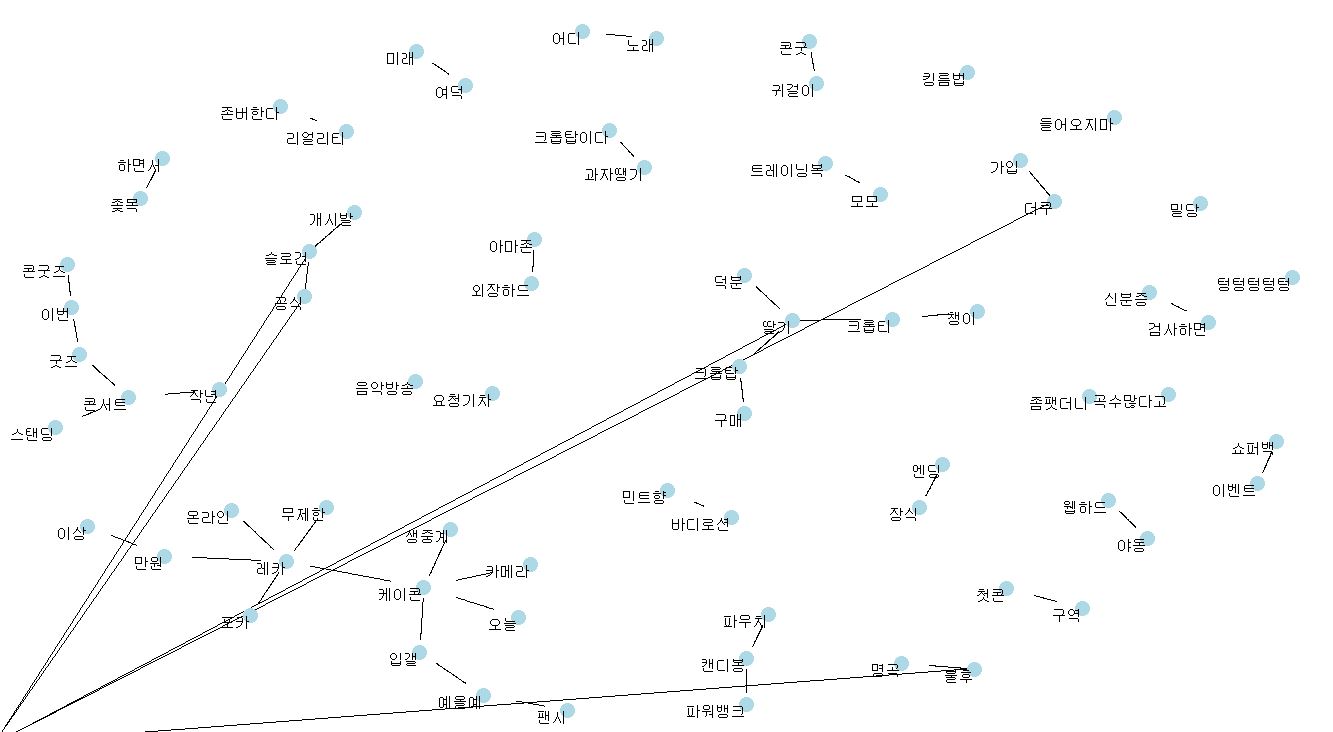 어디
노래
콘굿
미래
킹름법
여덕
귀걸이
존버한다
들어오지마
리얼리티
크롭탑이다
하면서
가입
트레이닝복
과자땡기
모모
좆목
더쿠
밀당
개시발
아마존
슬로건
콘굿즈
덕분
텅텅텅텅텅
외장하드
신분증
공식
이번
챙이
딸기
크롭티
검사하면
굿즈
크롭탑
음악방송
작년
요청기차
콘서트
좀팻더니
곡수많다고
구매
스탠딩
쇼퍼백
엔딩
이벤트
민트향
웹하드
무제한
온라인
장식
바디로션
이상
생중계
야동
만원
레카
카메라
케이콘
첫콘
구역
포카
파우치
오늘
입갤
캔디봉
명곡
불후
예올예
파워뱅크
팬시